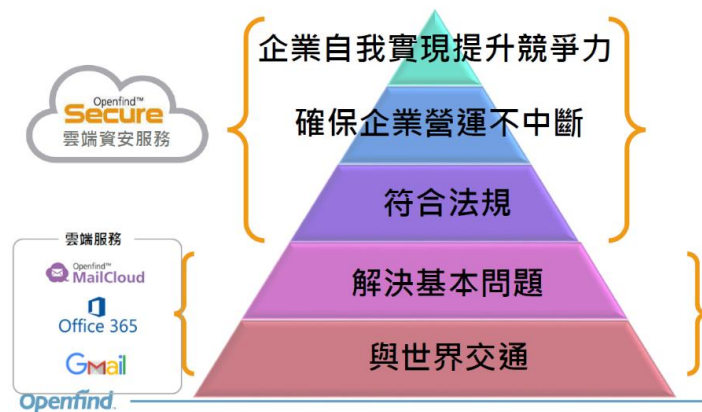 企業自我實現提升競爭力
Openfind™
Secure
雲端資安服務
確保企業營運不中斷
符合法規
雲端服務
Openfind™
MailCloud
解決基本問題
Office 365
Gmail
與世界交通
Openfind